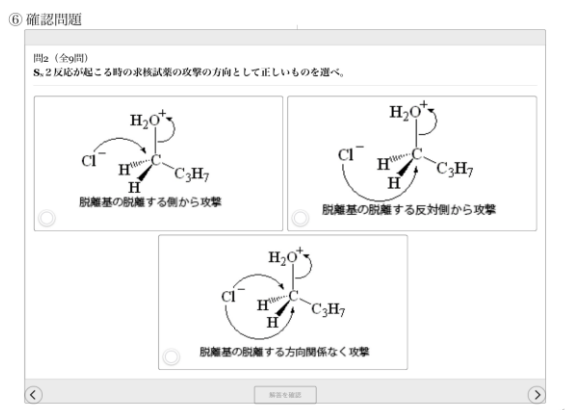 ⑥ 確認問題
問2（全9問）
SN2反応が起こる時の求核試薬の攻撃の方向として正しいものを選べ。
H2O+
Cl−
H
C
C3H7
H
脱離基の脱離する側から攻撃
H2O+
Cl−
H
C
C3H7
H
脱離基の脱離する反対側から攻撃
H2O+
Cl−
H
C
C3H7
H
脱離基の脱離する方向関係なく攻撃
解答を確認